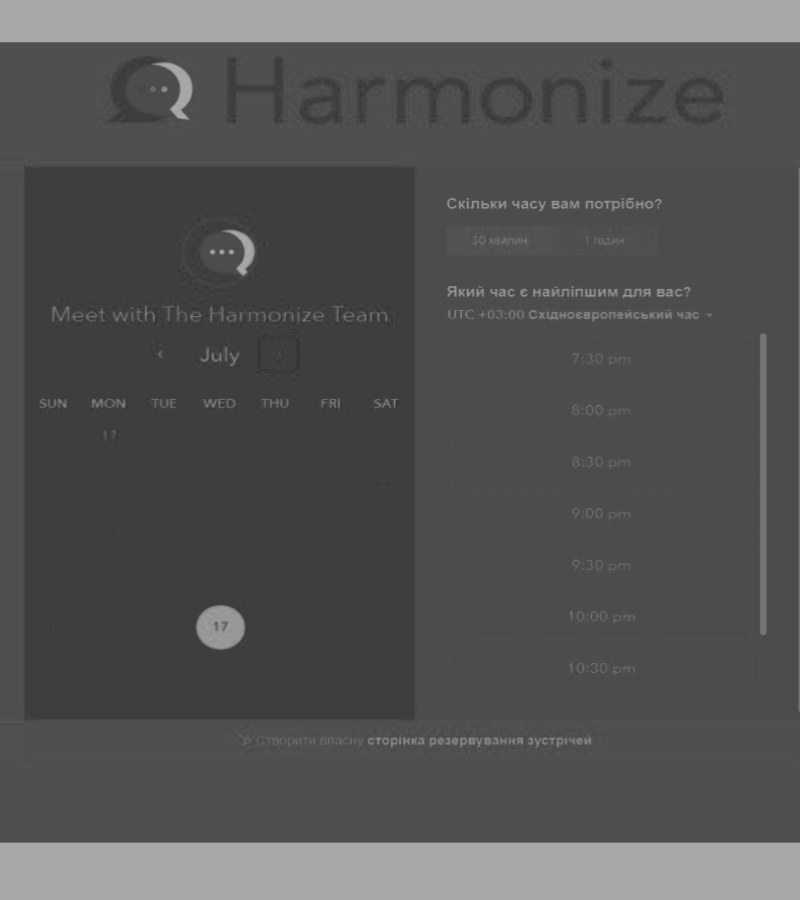 Harmonize
Meet with The Harmonize Team
‹ July ›
SUN MON TUE WED THU FRI SAT
17
17
Скільки часу вам потрібно?
30 хвилин 1 годин
Який час є найліпшим для вас?
UTC +03:00 Східноєвропейський час
7:30 pm
8:00 pm
8:30 pm
9:00 pm
9:30 pm
10:00 pm
10:30 pm
Створити власну сторінка резервування зустрічей